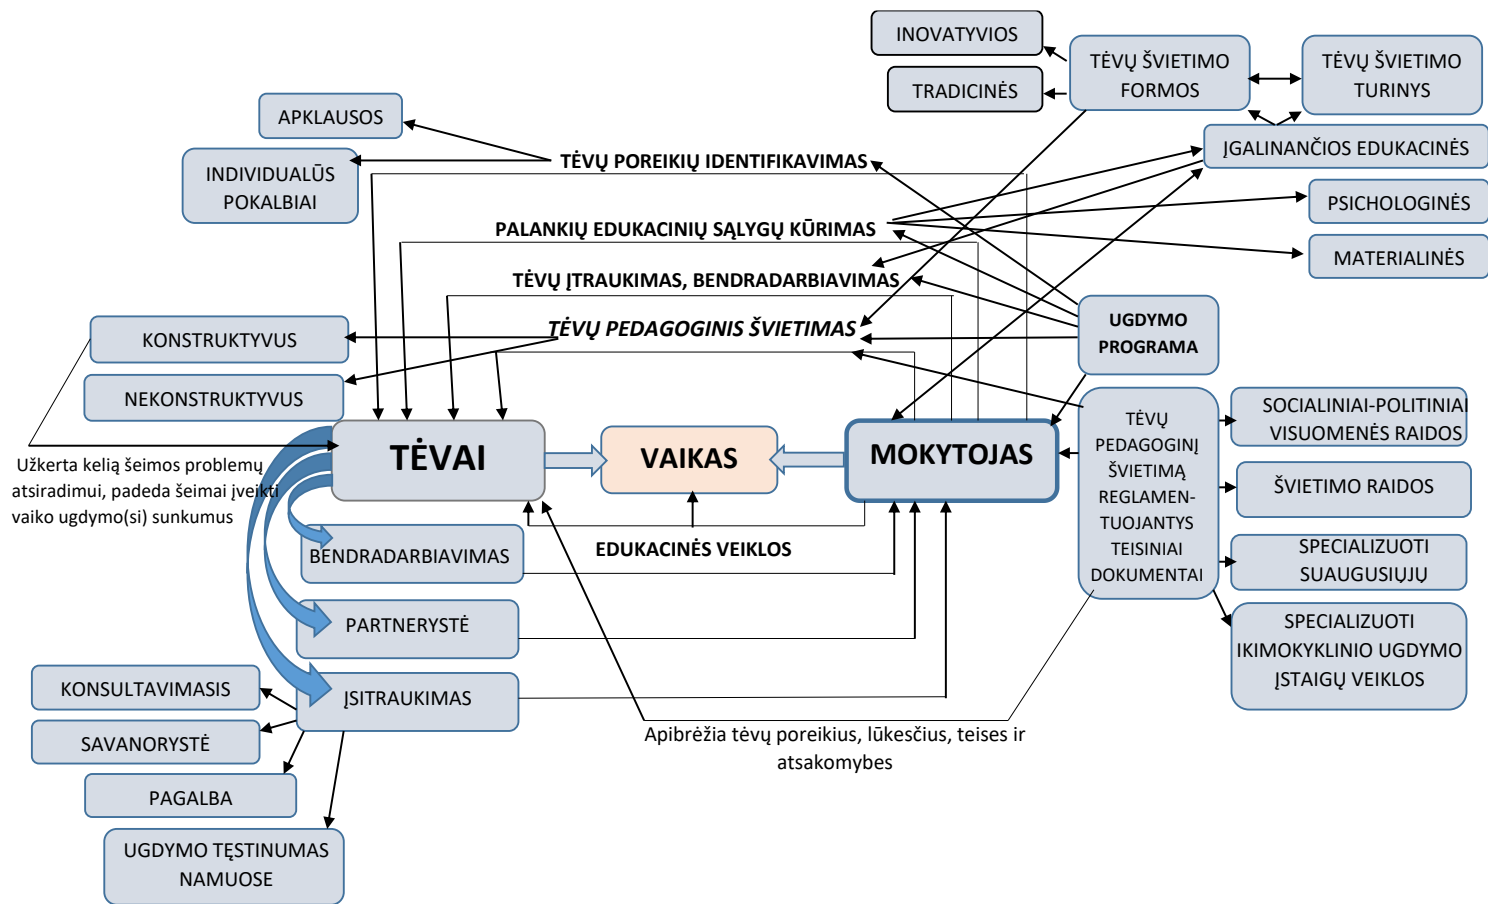 INOVATYVIOS
TRADICINĖS
TĖVŲ ŠVIETIMO
FORMOS
TĖVŲ ŠVIETIMO
TURINYS
APKLAUSOS
INDIVIDUALŪS
POKALBIAI
TĖVŲ POREIKIŲ IDENTIFIKAVIMAS
ĮGALINANČIOS EDUKACINĖS
PSICHOLOGINĖS
PALANKIŲ EDUKACINIŲ SĄLYGŲ KŪRIMAS
MATERIALINĖS
TĖVŲ ĮTRAUKIMAS, BENDRADARBIAVIMAS
KONSTRUKTYVUS
TĖVŲ PEDAGOGINIS ŠVIETIMAS
UGDYMO
PROGRAMA
NEKONSTRUKTYVUS
TĖVAI
VAIKAS
MOKYTOJAS
TĖVŲ
PEDAGOGINĮ
ŠVIETIMĄ
REGLAMEN-
TUOJANTYS
TEISINIAI
DOKUMENTAI
SOCIALINIAI-POLITINIAI
VISUOMENĖS RAIDOS
ŠVIETIMO RAIDOS
SPECIALIZUOTI
SUAUGUSIŲJŲ
SPECIALIZUOTI
IKIMOKYKLINIO UGDYMO
ĮSTAIGŲ VEIKLOS
Užkerta kelią šeimos problemų
atsiradimui, padeda šeimai įveikti
vaiko ugdymo(si) sunkumus
EDUKACINĖS VEIKLOS
BENDRADARBIAVIMAS
PARTNERYSTĖ
ĮSITRAUKIMAS
KONSULTAVIMASIS
SAVANORYSTĖ
PAGALBA
UGDYMO TĘSTINUMAS
NAMUOSE
Apibrėžia tėvų poreikius, lūkesčius, teises ir
atsakomybes